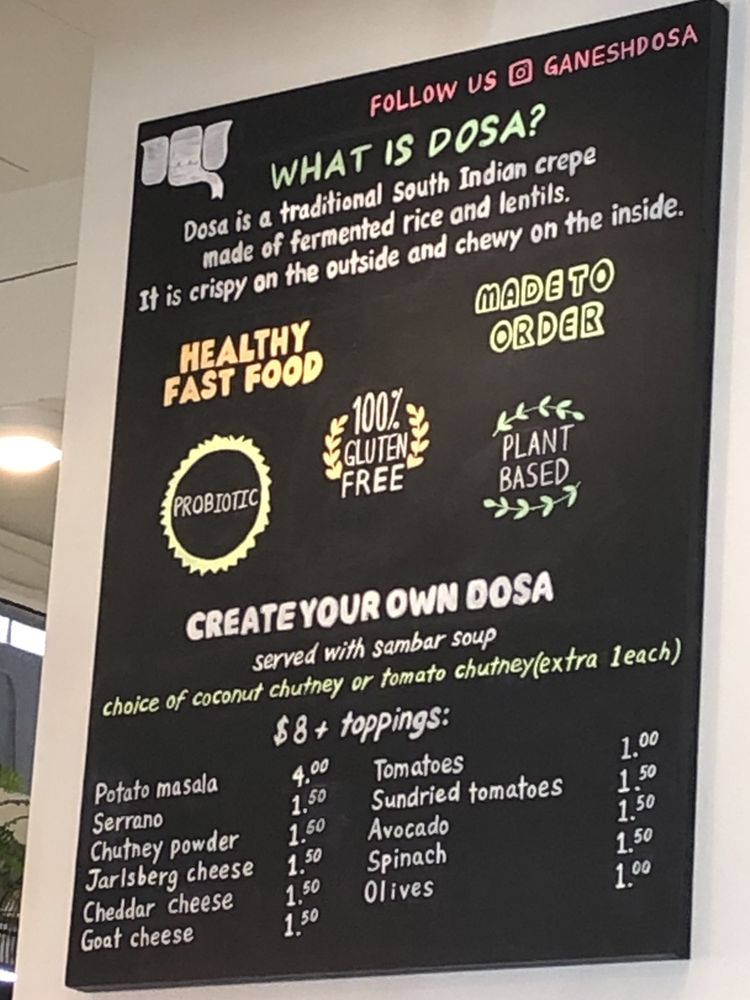 FOLLOW US GANESHDOSA
WHAT IS DOSA?
Dosa is a traditional South Indian crepe
made of fermented rice and lentils.
It is crispy on the outside and chewy on the inside.
HEALTHY
FAST FOOD
MADE TO
ORDER
PROBIOTIC
100%
GLUTEN
FREE
PLANT
BASED
CREATE YOUR OWN DOSA
served with sambar soup
choice of coconut chutney or tomato chutney(extra 1each)
$8+ toppings:
Potato masala 4.00
Serrano 1.50
Chutney powder 1.50
Jarlsberg cheese 1.50
Cheddar cheese 1.50
Goat cheese 1.50
Tomatoes 1.00
Sundried tomatoes 1.50
Avocado 1.50
Spinach 1.50
Olives 1.00